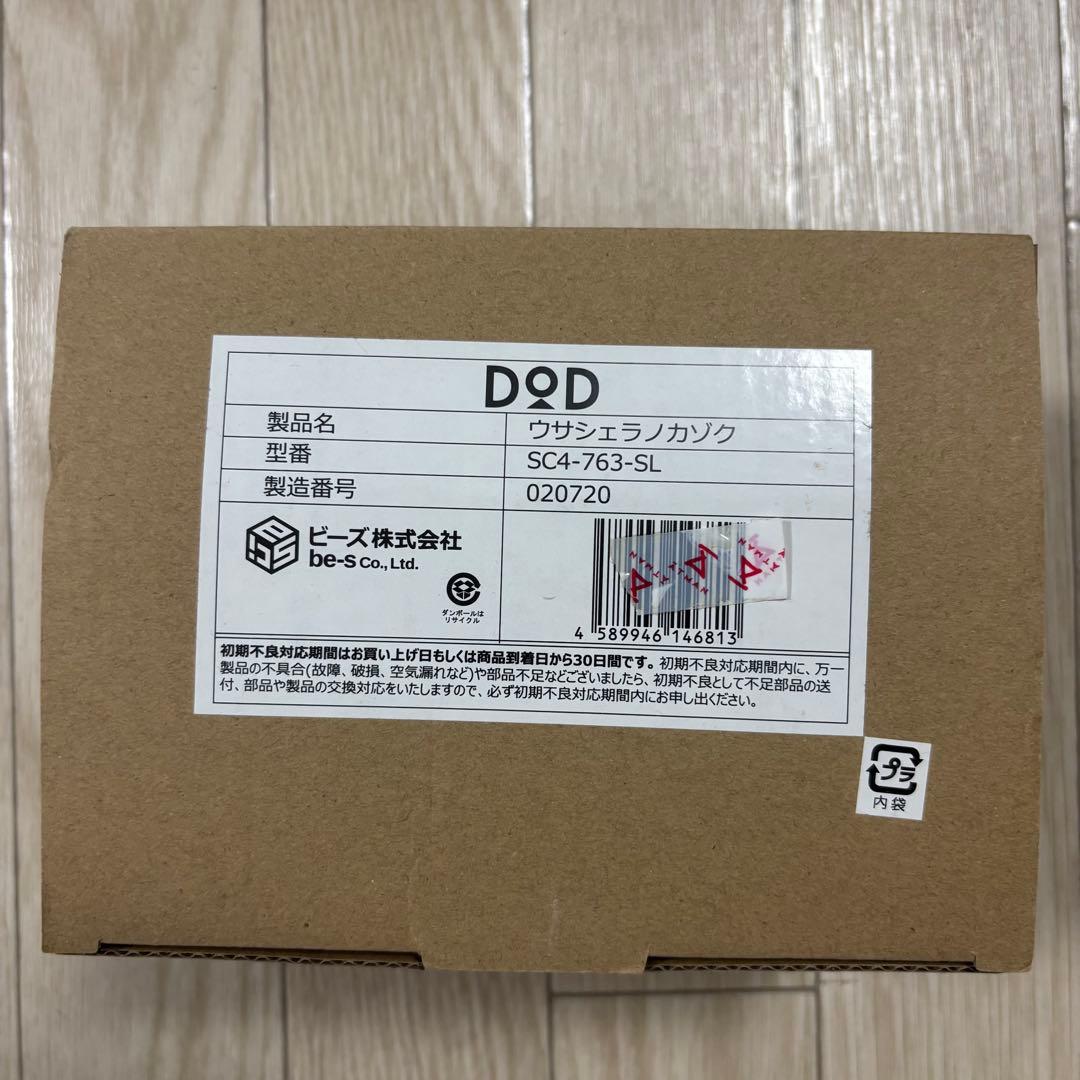 DOD
製品名 ウサシェラノカゾク
型番 SC4-763-SL
製造番号 020720
ビーズ株式会社
be-s Co., Ltd.
ダンボールは
リサイクル
4 589946 146813
初期不良対応期間はお買い上げ日もしくは商品到着日から30日間です。初期不良対応期間内に、万一
製品の不具合(故障、破損、空気漏れなど)や部品不足などございましたら、初期不良として不足部品の送
付、部品や製品の交換対応をいたしますので、必ず初期不良対応期間内にお申し出ください。
プラ
内袋